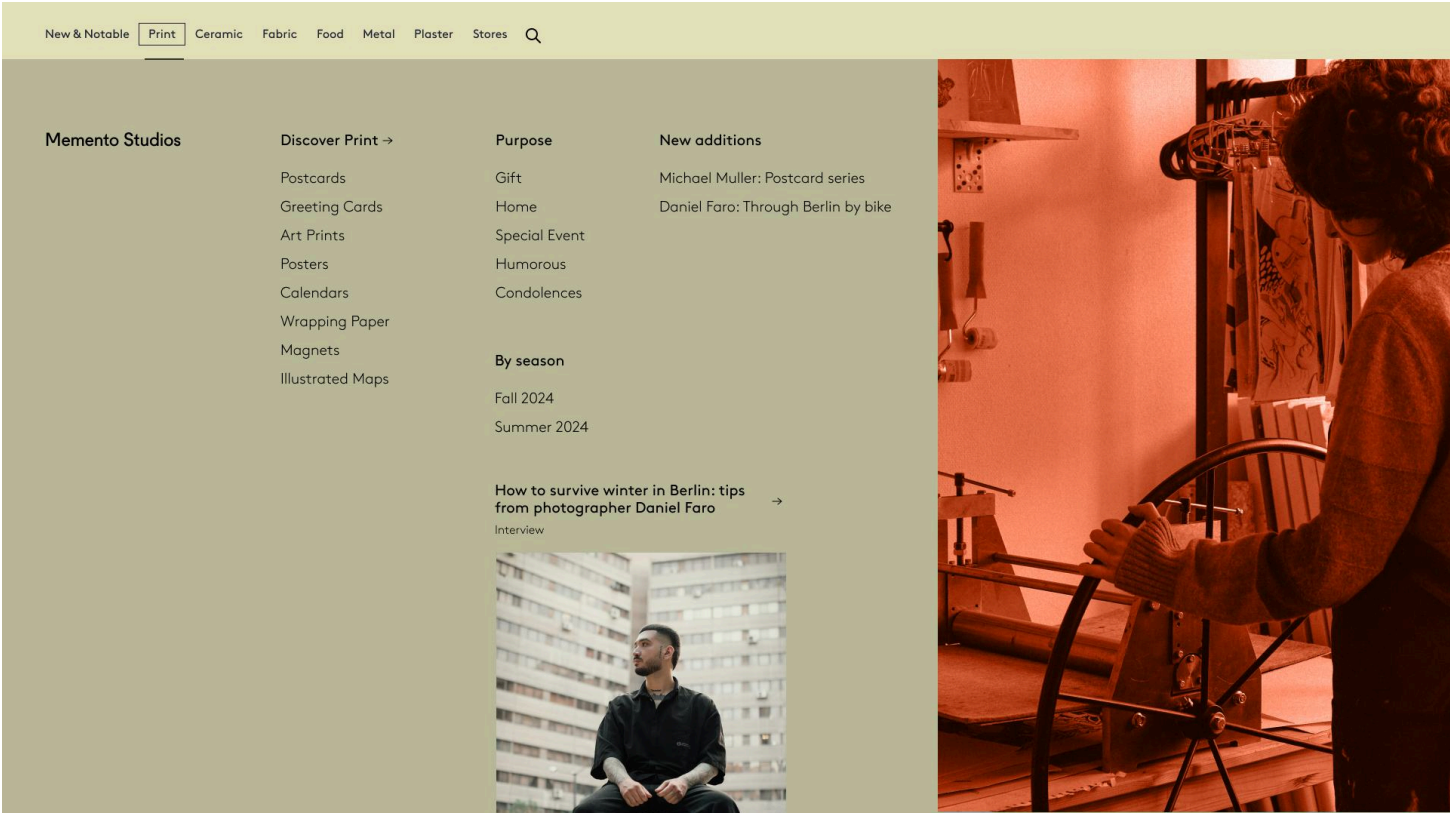 New & Notable
Print
Ceramic
Fabric
Food
Metal
Plaster
Stores
Memento Studios
Discover Print →
Postcards
Greeting Cards
Art Prints
Posters
Calendars
Wrapping Paper
Magnets
Illustrated Maps
Purpose
Gift
Home
Special Event
Humorous
Condolences
By season
Fall 2024
Summer 2024
New additions
Michael Muller: Postcard series
Daniel Faro: Through Berlin by bike
How to survive winter in Berlin: tips
from photographer Daniel Faro →
Interview